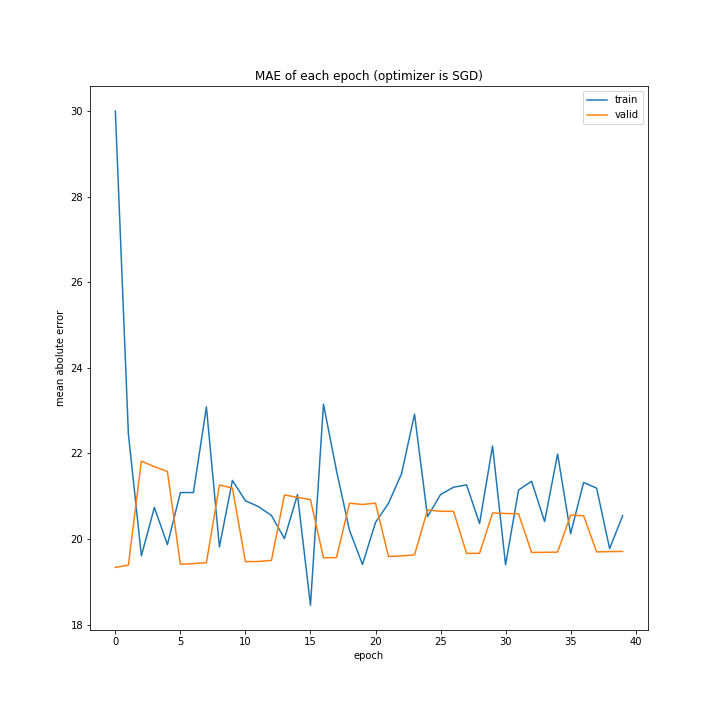 MAE of each epoch (optimizer is SGD)
train
valid
mean abolute error
30
28
26
24
22
20
18
0 5 10 15 20 25 30 35 40
epoch